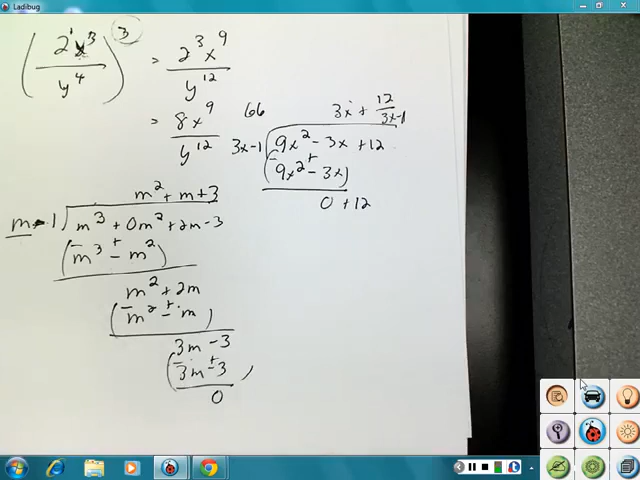 Ladibug
(2¹x³/y⁴)³ = 2³x⁹/y¹²
= 8x⁹/y¹²
66
3x + 12/(3x-1)
3x-1 ) 9x² - 3x + 12
(9x² - 3x)
- +
0 + 12
m² + m + 3
m - 1 ) m³ + 0m² + 2m - 3
(m³ - m²)
- +
m² + 2m
(m² - m)
- +
3m - 3
(3m - 3)
- +
0